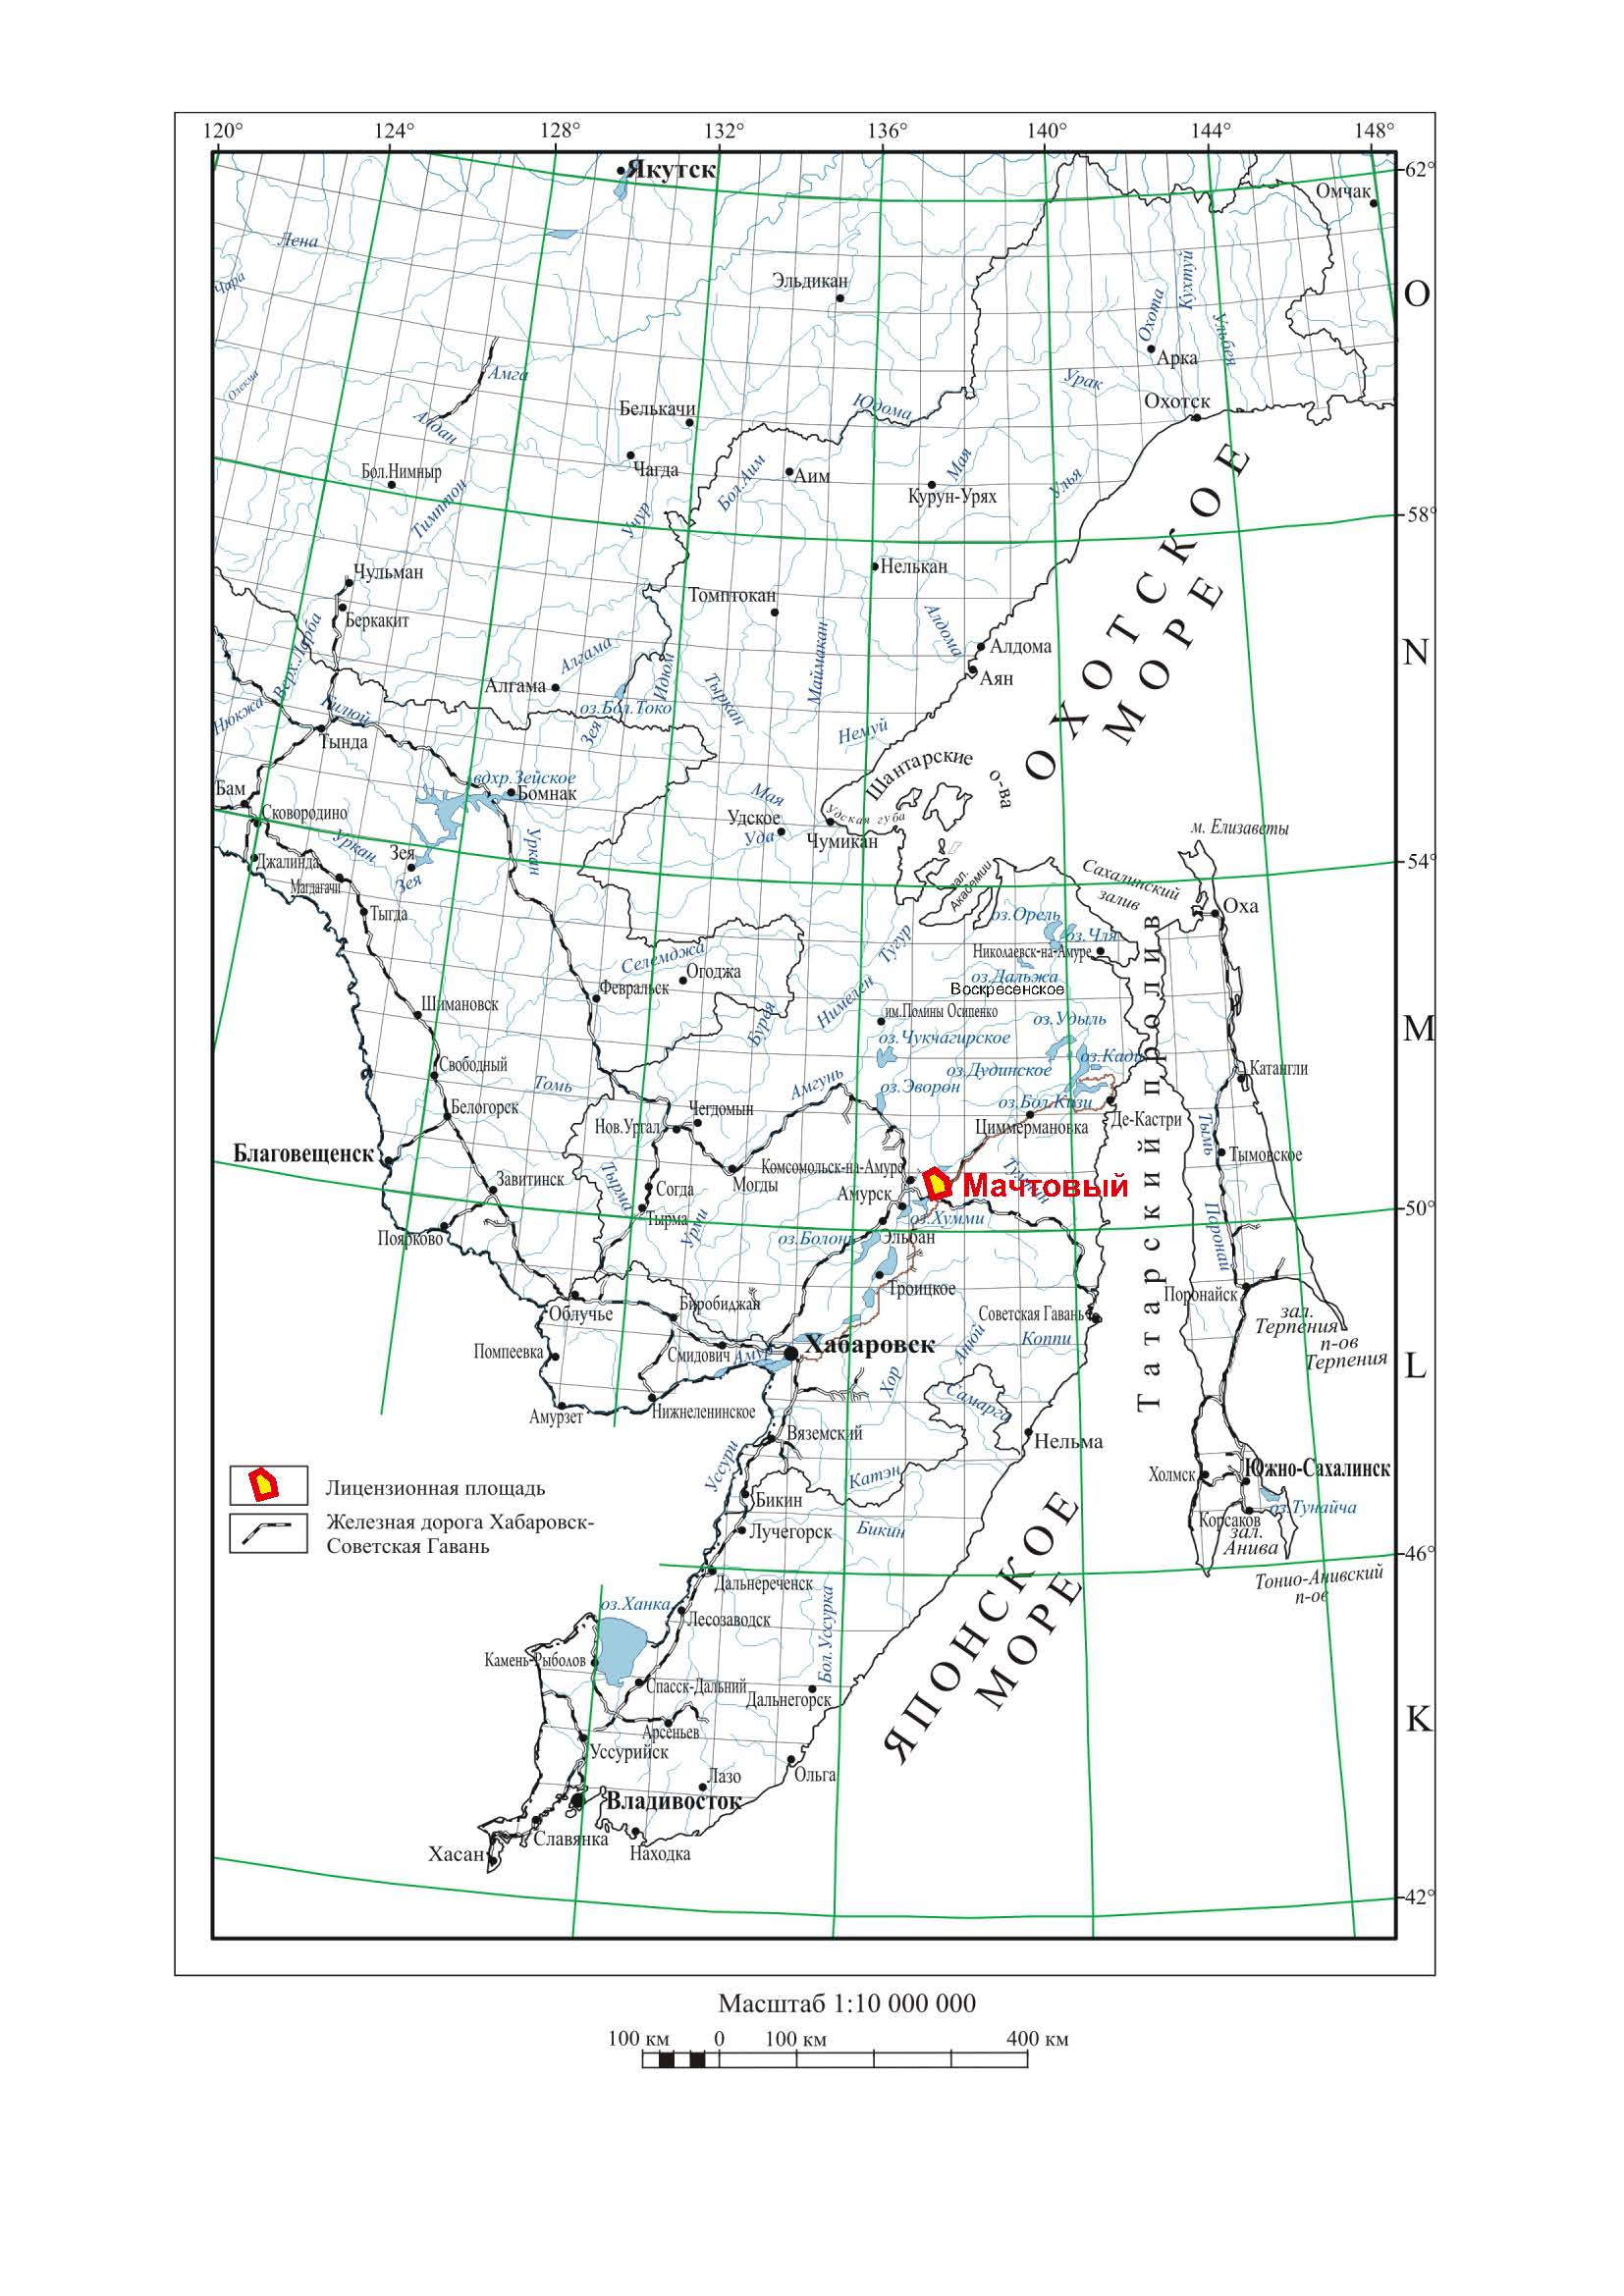 120° 124° 128° 132° 136° 140° 144° 148°
Якутск
62°
Омчак
Лена
Чара
Эльдикан
Кухтуй
О
Охота
Ульбея
Арка
Амга
Олекма
Урак
Белькачи
Юдома
Охотск
Алдан
Чагда
Бол.Нимныр
Бол.Аим
Аим
Мая
Курун-Урях
Улья
Тимптон
Учур
58°
Чульман
Нелькан
Томптокан
Беркакит
Алдома
Верх.Ларба
Алдома
Алгама
Маймакан
N
Аян
Алгама
Идюм
Тыркан
оз.Бол.Токо
Нюкжа
Гилюй
Зея
Немуй
Тында
ОХОТСКОЕ
МОРЕ
Шантарские
о-ва
вдхр.Зейское
Бам
Бомнак
Мая
Сковородино
Удское
Удская губа
Уда
Чумикан
м. Елизаветы
Уркан
Зея
Уркан
Джалинда
54°
Магдагачи
Зея
зал.
Академии
Сахалинский
залив
Тыгда
Оха
оз.Орель
оз.Чля
Тугур
Николаевск-на-Амуре
Селемджа
Огоджа
оз.Дальжа
Февральск
Воскресенское
Нимелен
Шимановск
им.Полины Осипенко
Бурея
оз.Удыль
М
оз.Чукчагирское
оз.Кади
Свободный
оз.Дудинское
Катангли
Томь
Амгунь
оз.Эворон
оз.Бол.Кизи
Белогорск
Чегдомын
Нов.Ургал
Циммермановка
Де-Кастри
Тымь
Благовещенск
Тымовское
Комсомольск-на-Амуре
Завитинск
Могды
Мачтовый
Тырма
Согда
Амурск
Тырма
Урми
оз.Хумми
50°
Поярково
оз.Болонь
Эльбан
Поронай
Татарский пролив
Троицкое
Поронайск
Облучье
Биробиджан
Советская Гавань
зал.
Терпения
Коппи
Анюй
п-ов
Терпения
Помпеевка
Смидович
Амур
Хабаровск
L
Хор
Самарга
Амурзет
Нижнеленинское
Вяземский
Нельма
Уссури
Холмск
Южно-Сахалинск
Катэн
Лицензионная площадь
Бикин
оз.Тунайча
Корсаков
Железная дорога Хабаровск-
Советская Гавань
Лучегорск
Бикин
зал.
Анива
46°
Тонио-Анивский
п-ов
Дальнереченск
оз.Ханка
Лесозаводск
Бол.Уссурка
ЯПОНСКОЕ
МОРЕ
Камень-Рыболов
Спасск-Дальний
Дальнегорск
К
Арсеньев
Уссурийск
Лазо
Ольга
Владивосток
Славянка
Хасан
Находка
42°
Масштаб 1:10 000 000
100 км 0 100 км 400 км